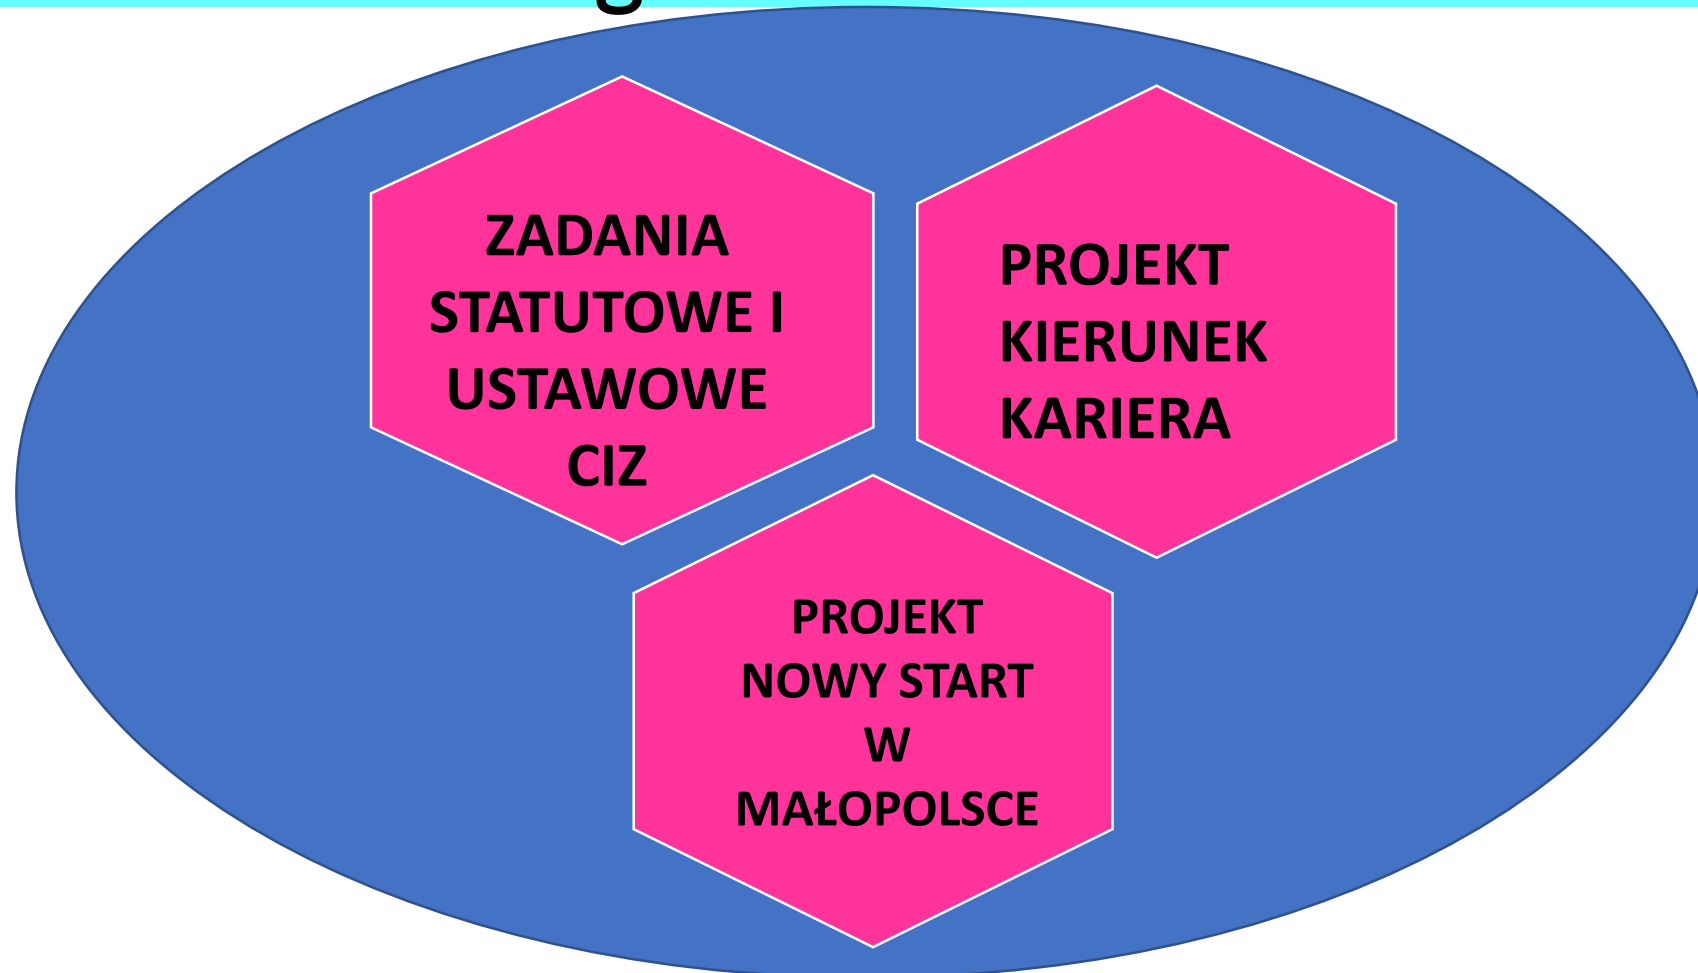 ZADANIA
STATUTOWE I
USTAWOWE
CIZ
PROJEKT
KIERUNEK
KARIERA
PROJEKT
NOWY START
W
MAŁOPOLSCE